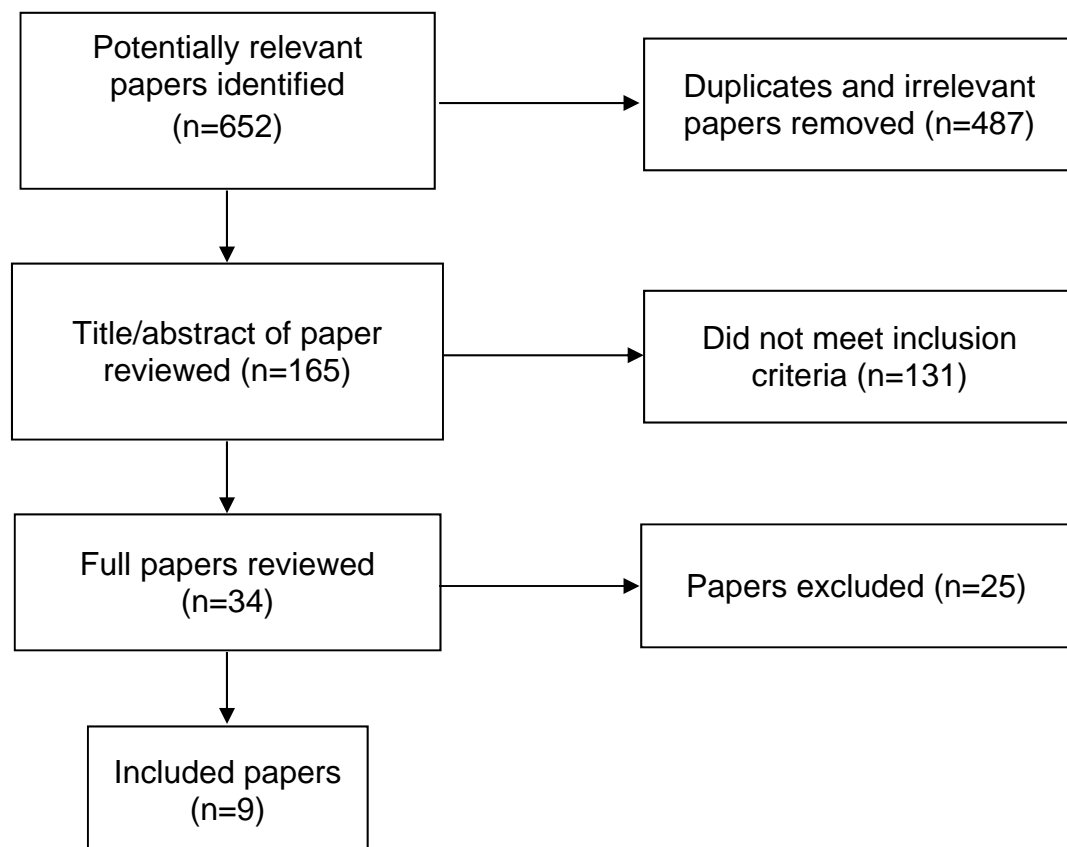 Potentially relevant
papers identified
(n=652)
Duplicates and irrelevant
papers removed (n=487)
Title/abstract of paper
reviewed (n=165)
Did not meet inclusion
criteria (n=131)
Full papers reviewed
(n=34)
Papers excluded (n=25)
Included papers
(n=9)